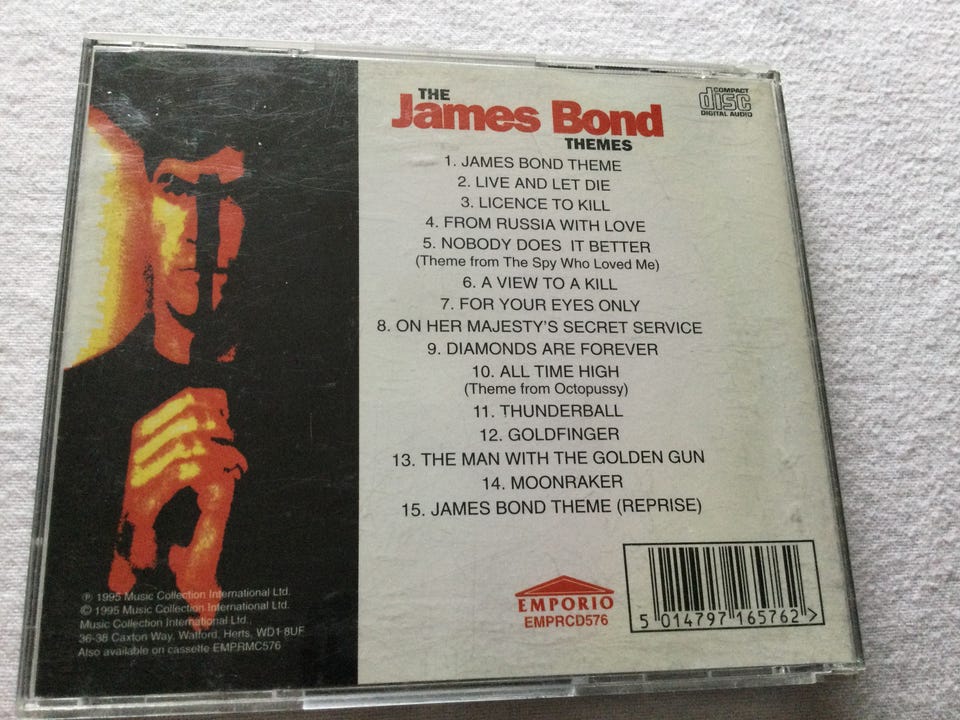 THE
James Bond
THEMES
COMPACT
disc
DIGITAL AUDIO
1. JAMES BOND THEME
2. LIVE AND LET DIE
3. LICENCE TO KILL
4. FROM RUSSIA WITH LOVE
5. NOBODY DOES IT BETTER
(Theme from The Spy Who Loved Me)
6. A VIEW TO A KILL
7. FOR YOUR EYES ONLY
8. ON HER MAJESTY'S SECRET SERVICE
9. DIAMONDS ARE FOREVER
10. ALL TIME HIGH
(Theme from Octopussy)
11. THUNDERBALL
12. GOLDFINGER
13. THE MAN WITH THE GOLDEN GUN
14. MOONRAKER
15. JAMES BOND THEME (REPRISE)
℗ 1995 Music Collection International Ltd.
© 1995 Music Collection International Ltd.
Music Collection International Ltd.
36-38 Caxton Way, Watford, Herts, WD1 8UF
Also available on cassette EMPRMC576
EMPORIO
EMPRCD576
5 014797 165762 >